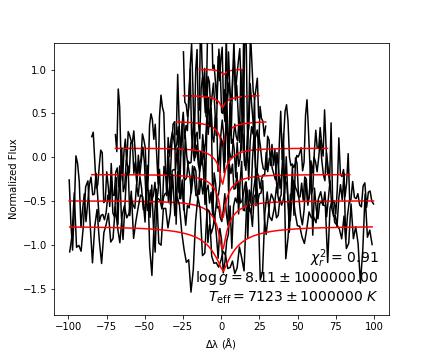 1.0
0.5
0.0
−0.5
−1.0
−1.5
Normalized Flux
χ²ᵣ = 0.91
log g = 8.11 ± 1000000.00
Teff = 7123 ± 1000000 K
−100 −75 −50 −25 0 25 50 75 100
Δλ (Å)